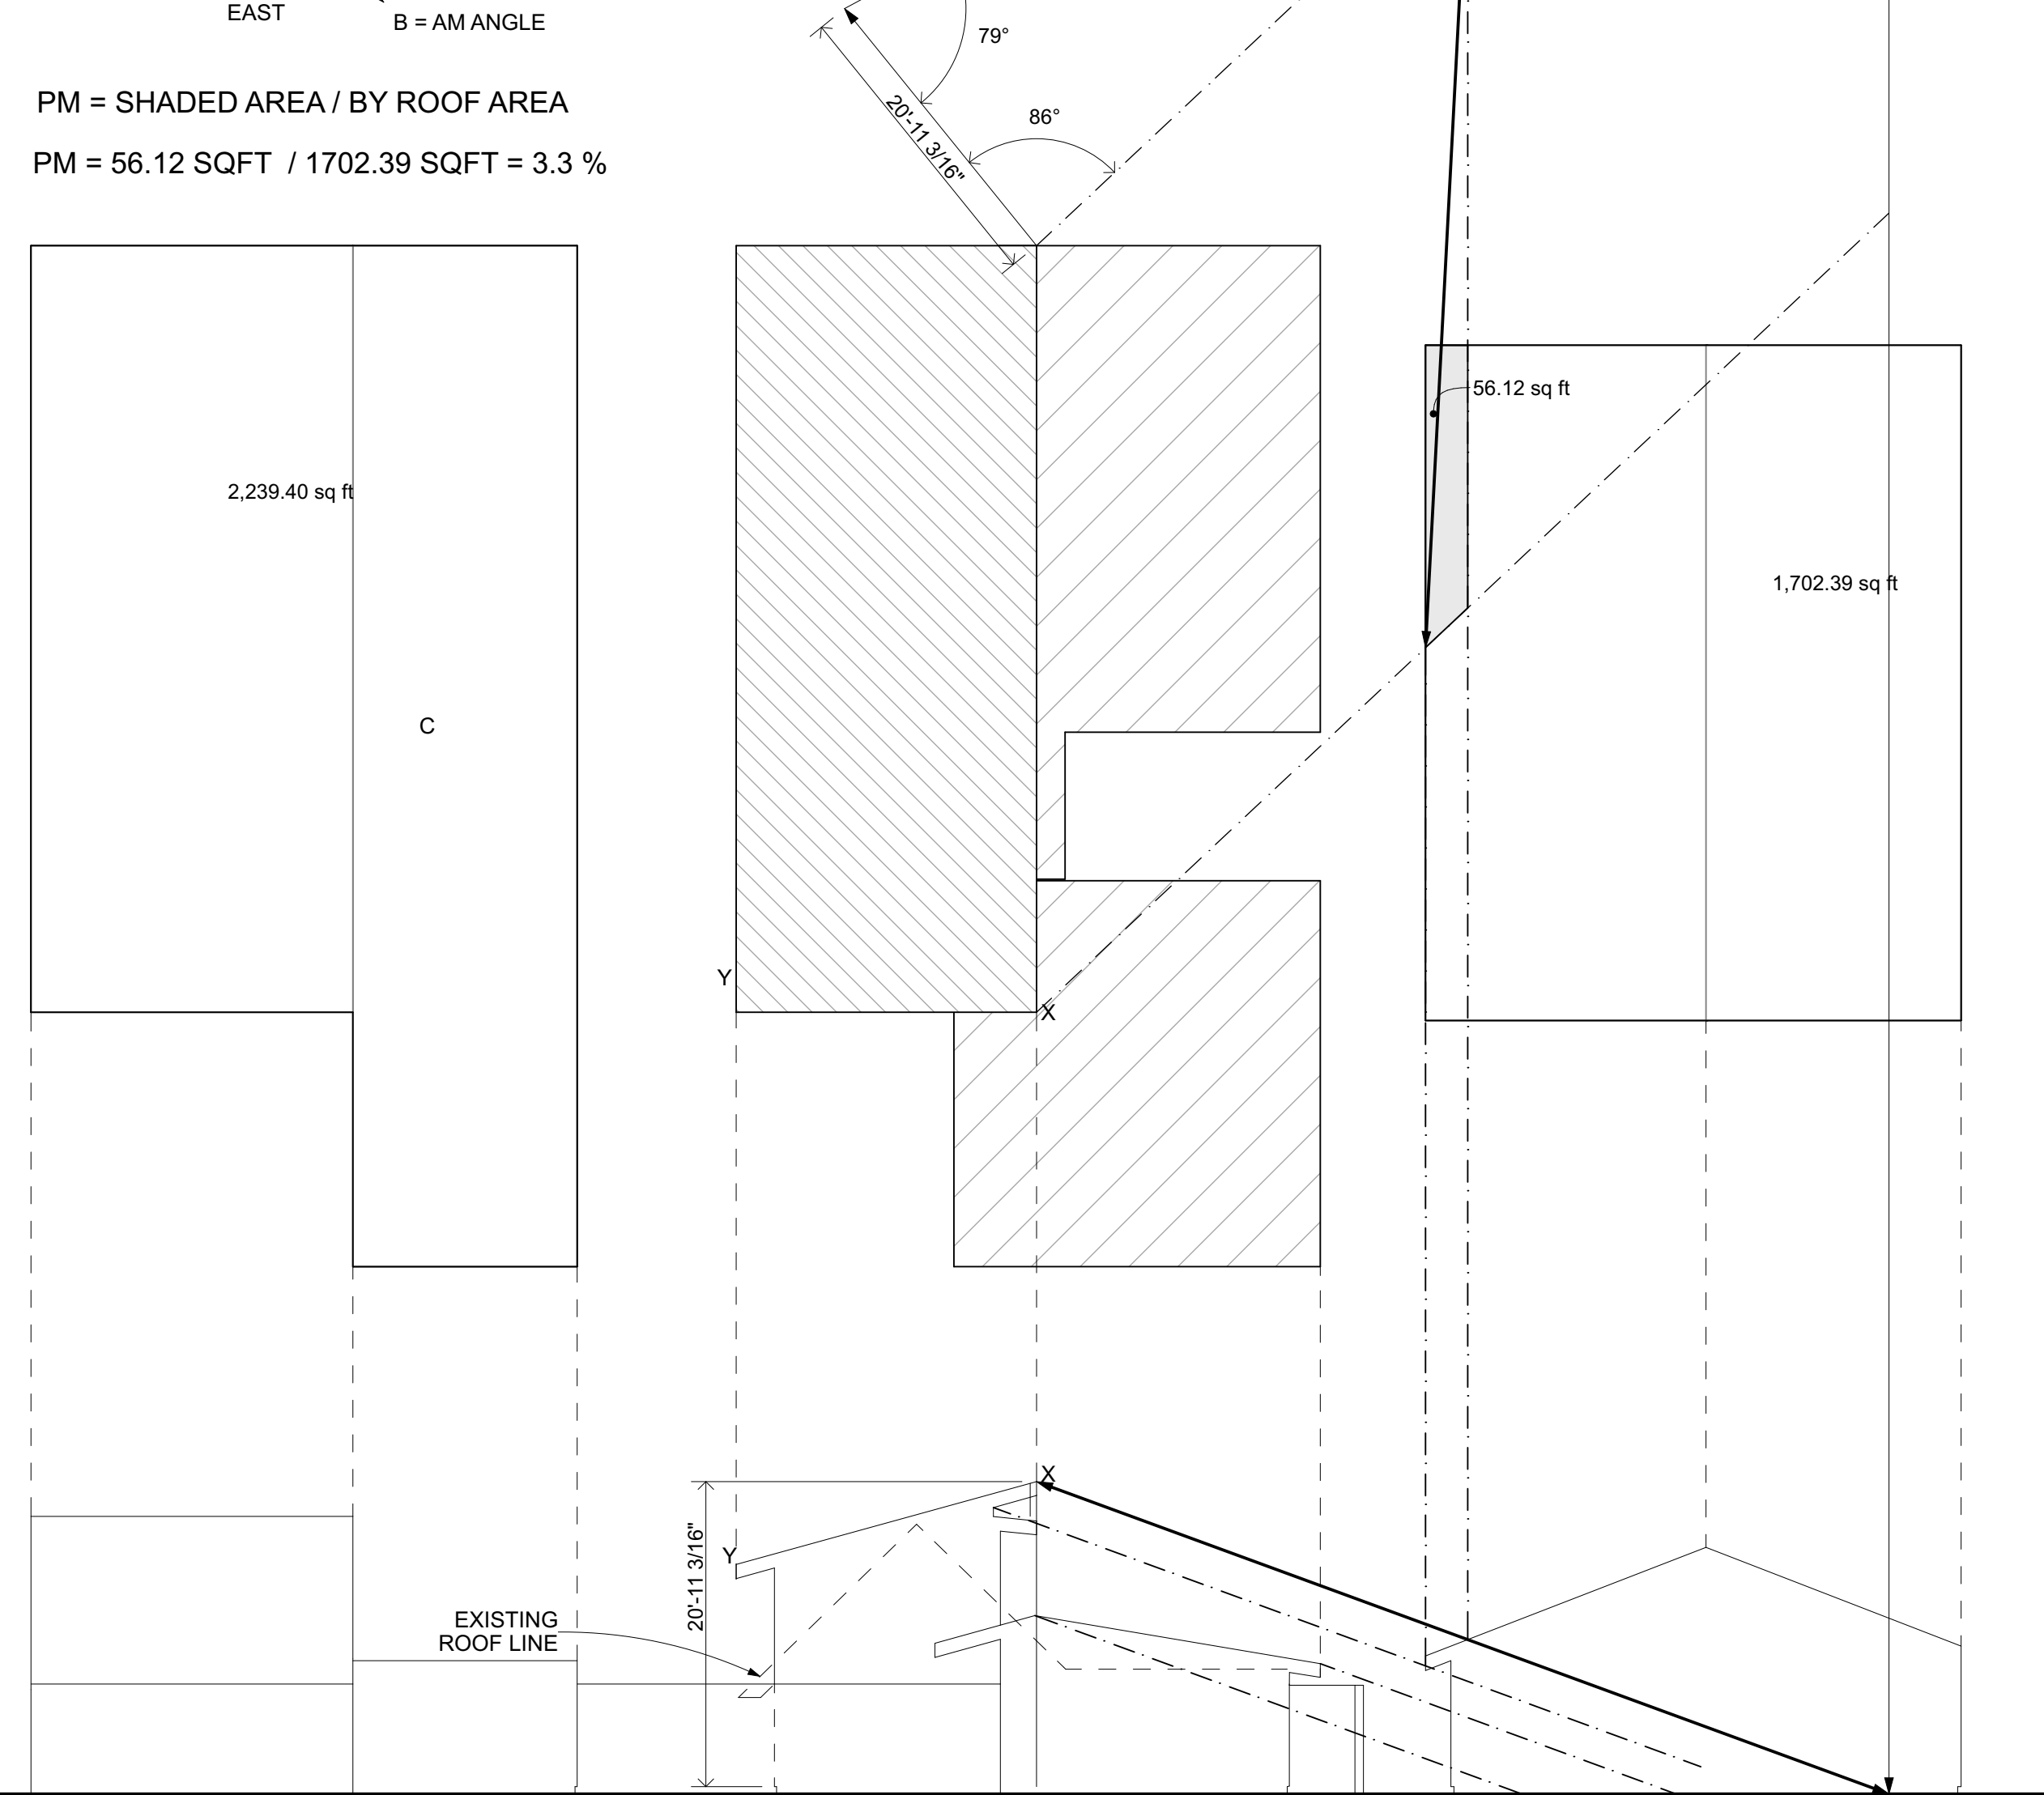 EAST
B = AM ANGLE
79°
20'-11 3/16"
86°
PM = SHADED AREA / BY ROOF AREA
PM = 56.12 SQFT / 1702.39 SQFT = 3.3 %
56.12 sq ft
2,239.40 sq ft
1,702.39 sq ft
C
Y
X
X
Y
20'-11 3/16"
EXISTING
ROOF LINE